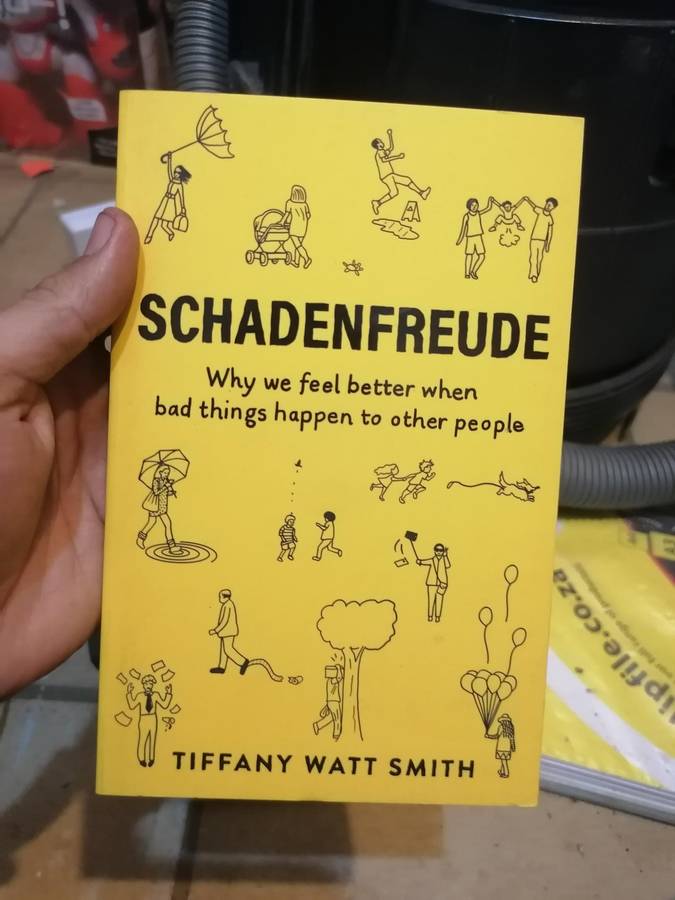 SCHADENFREUDE
Why we feel better when
bad things happen to other people
TIFFANY WATT SMITH